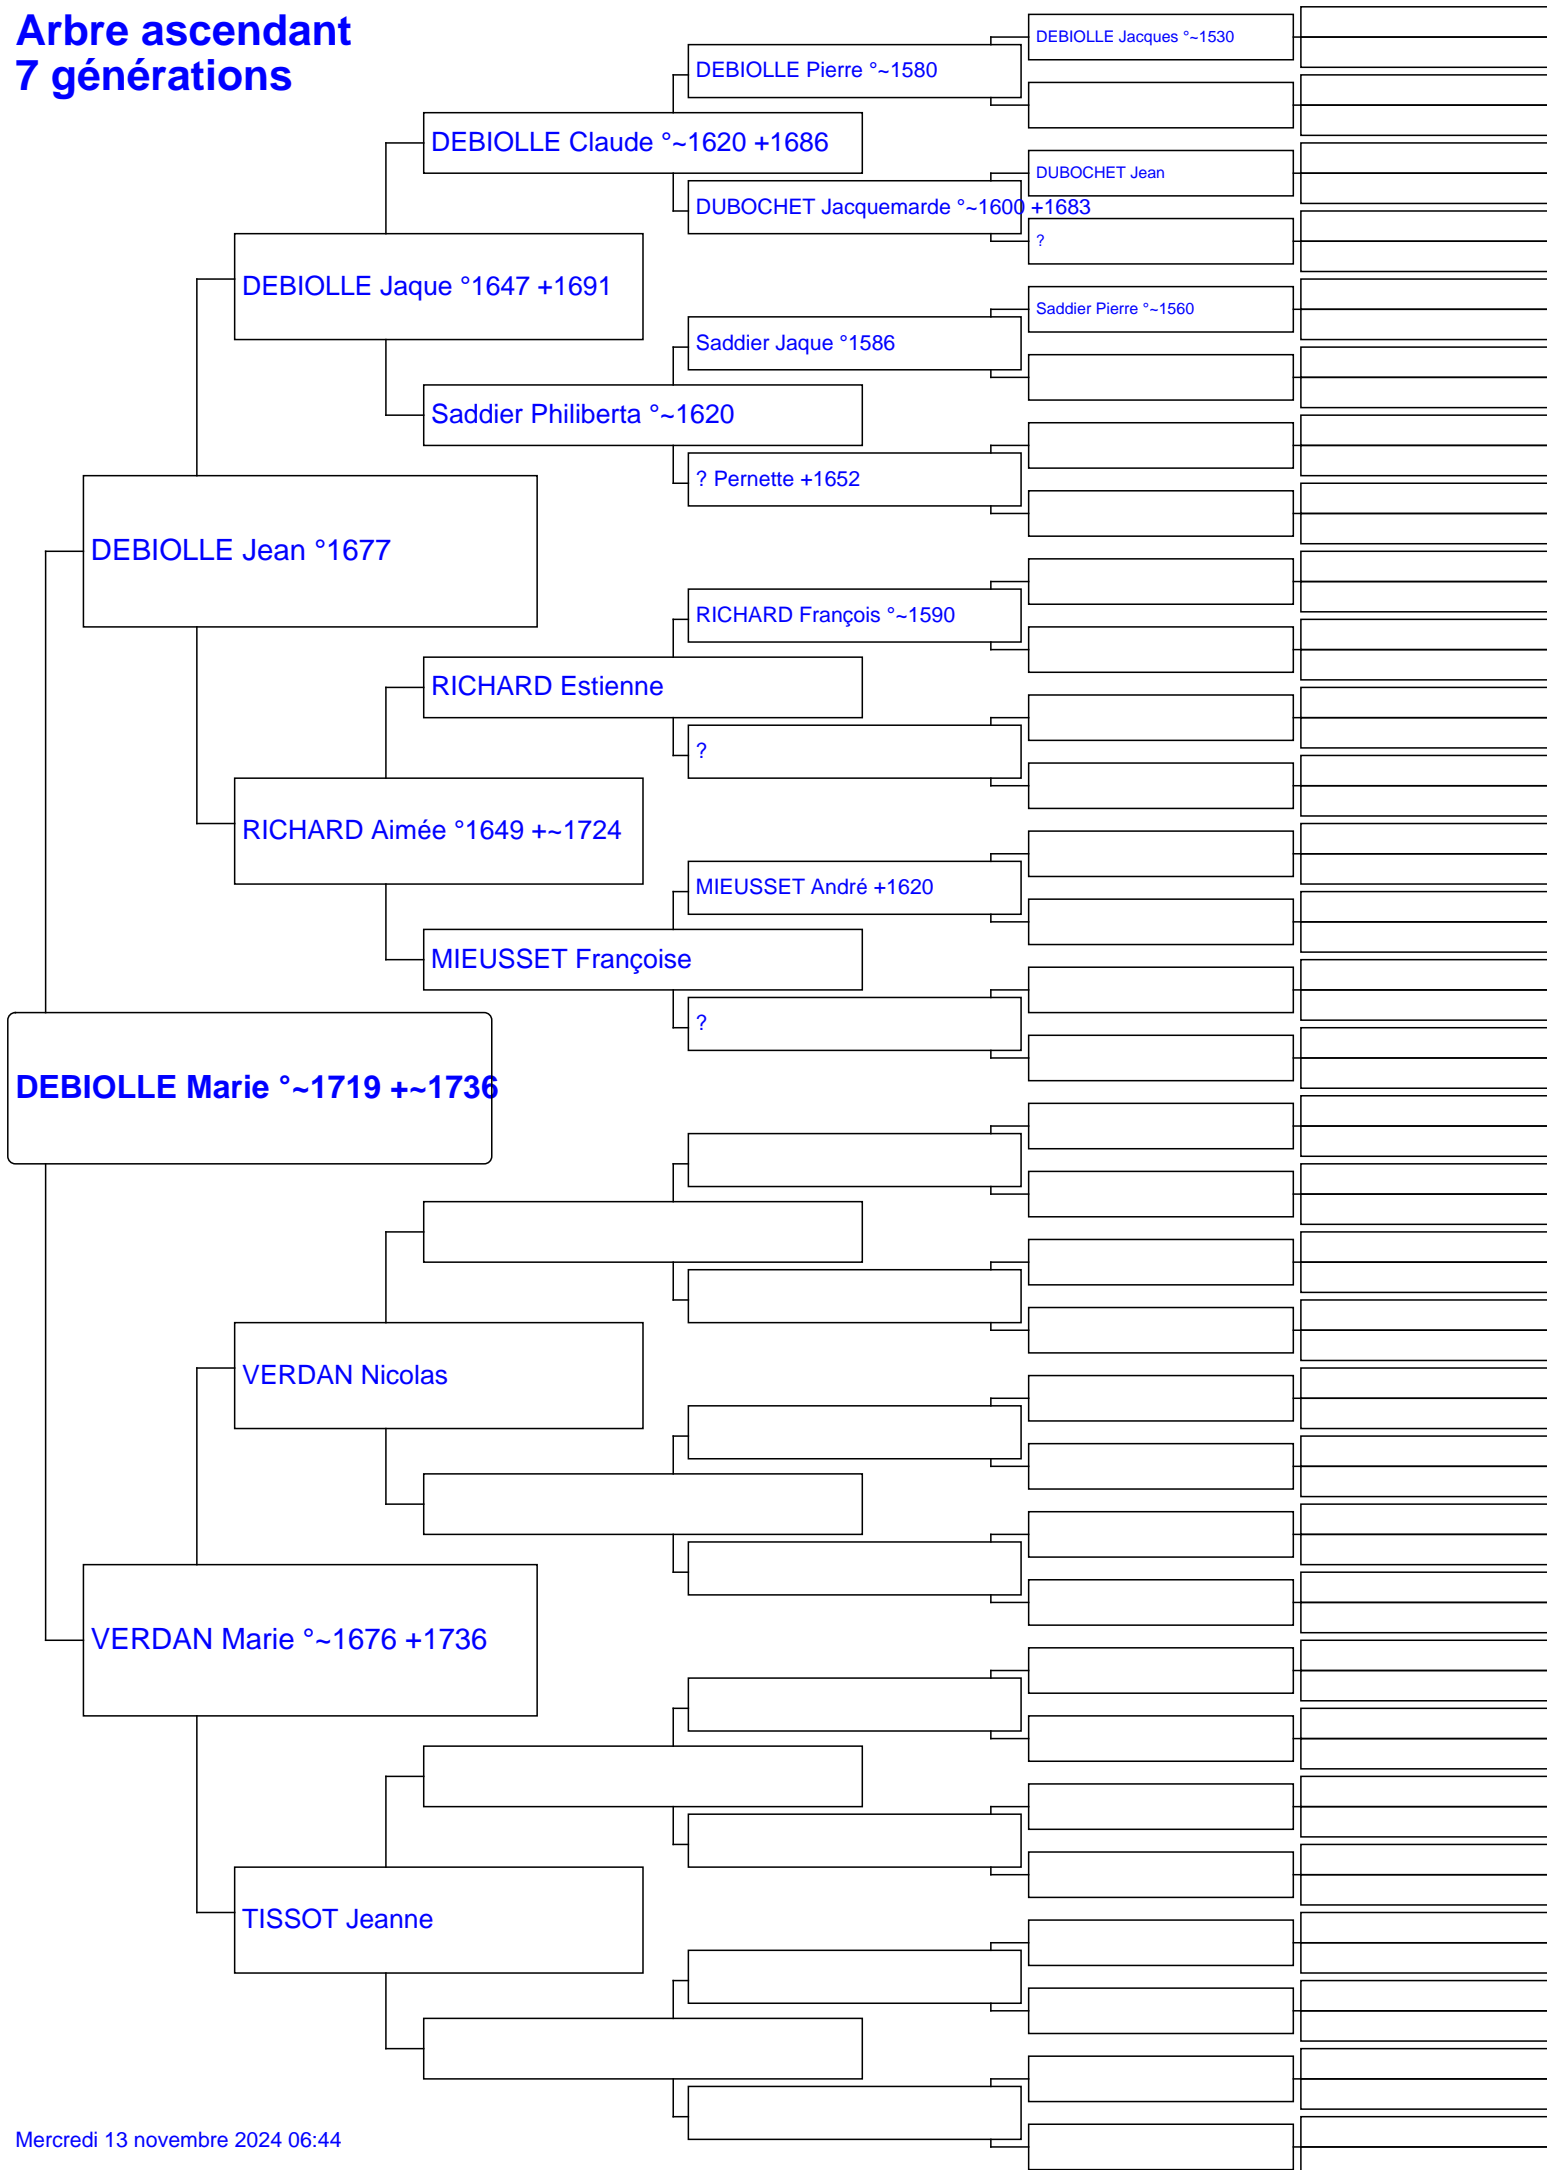 Arbre ascendant
7 générations
DEBIOLLE Jacques °~1530
DEBIOLLE Pierre °~1580
DEBIOLLE Claude °~1620 +1686
DUBOCHET Jean
DUBOCHET Jacquemarde °~1600 +1683
?
DEBIOLLE Jaque °1647 +1691
Saddier Pierre °~1560
Saddier Jaque °1586
Saddier Philiberta °~1620
? Pernette +1652
DEBIOLLE Jean °1677
RICHARD François °~1590
RICHARD Estienne
?
RICHARD Aimée °1649 +~1724
MIEUSSET André +1620
MIEUSSET Françoise
?
DEBIOLLE Marie °~1719 +~1736
VERDAN Nicolas
VERDAN Marie °~1676 +1736
TISSOT Jeanne
Mercredi 13 novembre 2024 06:44